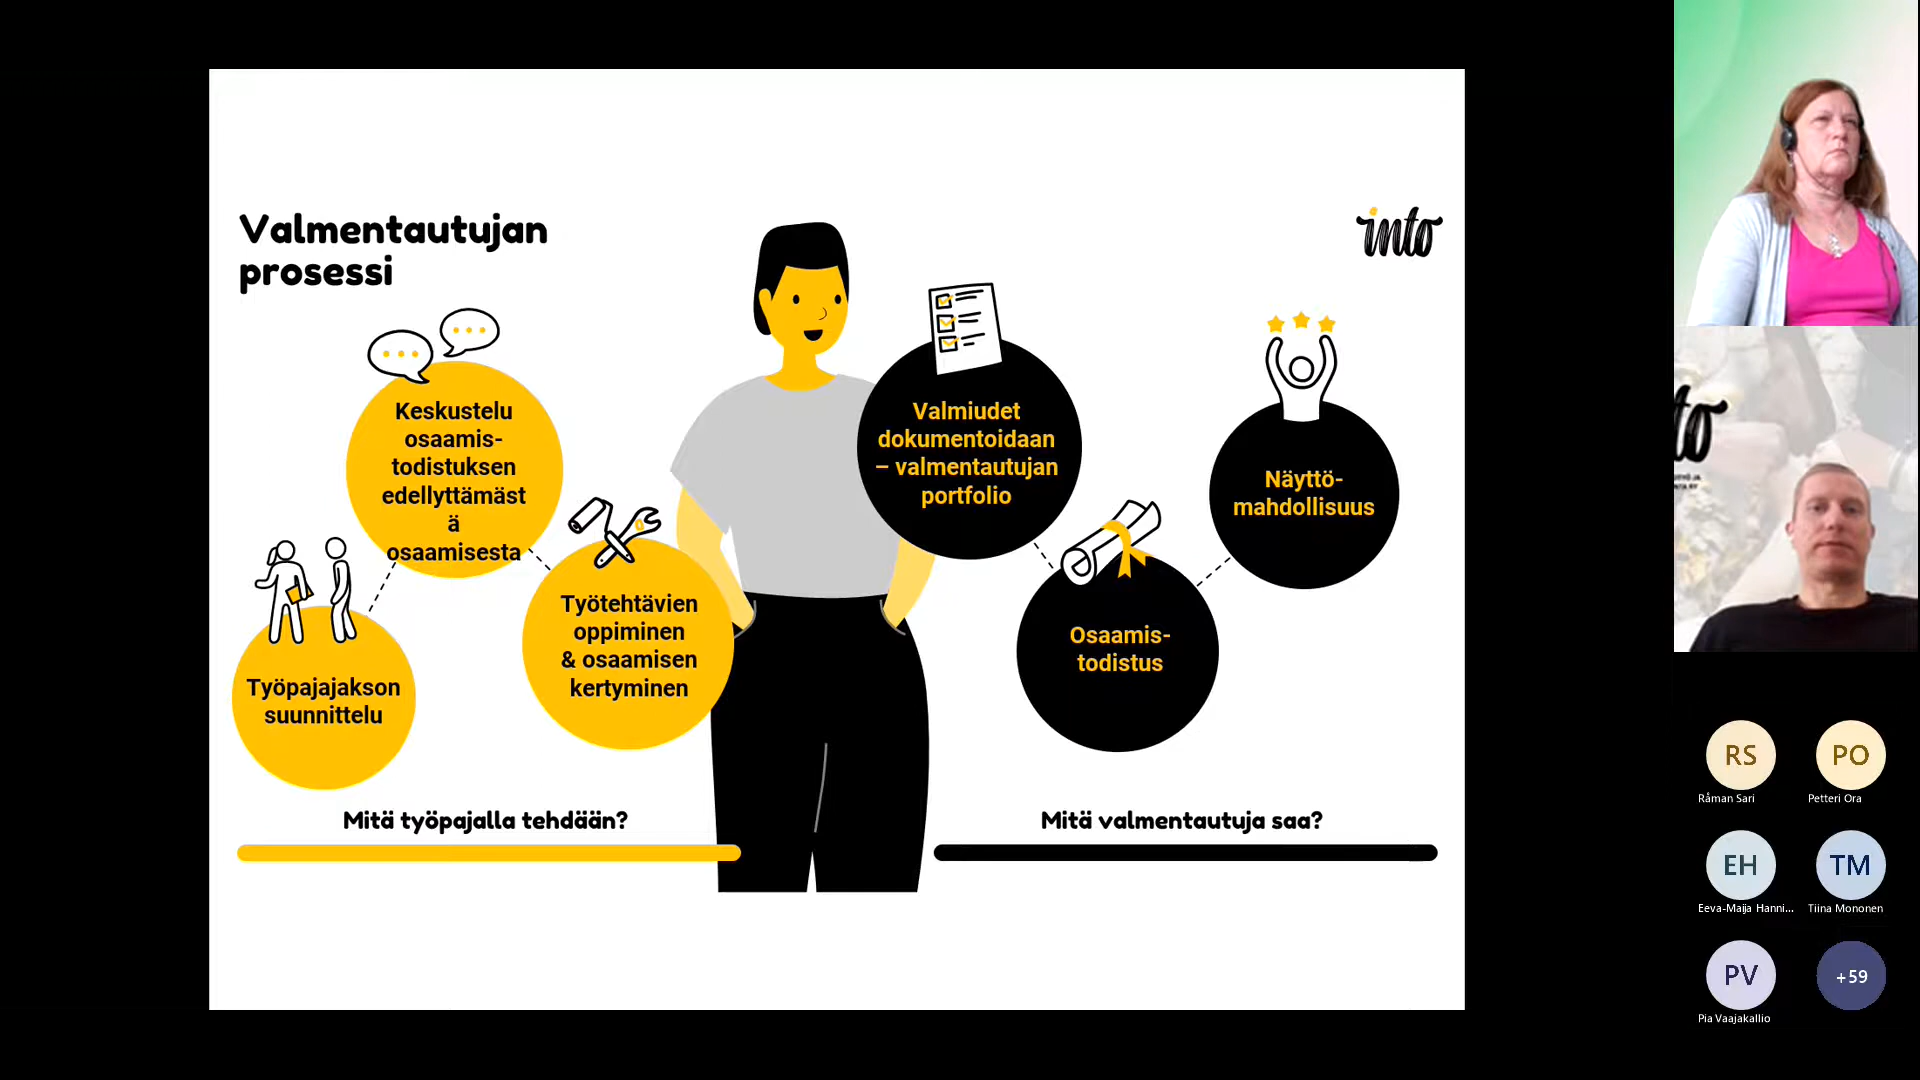 Valmentautujan
prosessi
into
Keskustelu
osaamis-
todistuksen
edellyttämäst
ä
osaamisesta
Työpajajakson
suunnittelu
Työtehtävien
oppiminen
& osaamisen
kertyminen
Valmiudet
dokumentoidaan
– valmentautujan
portfolio
Osaamis-
todistus
Näyttö-
mahdollisuus
Mitä työpajalla tehdään?
Mitä valmentautuja saa?
RS
Råman Sari
PO
Petteri Ora
EH
Eeva-Maija Hanni...
TM
Tiina Mononen
PV
Pia Vaajakallio
+59